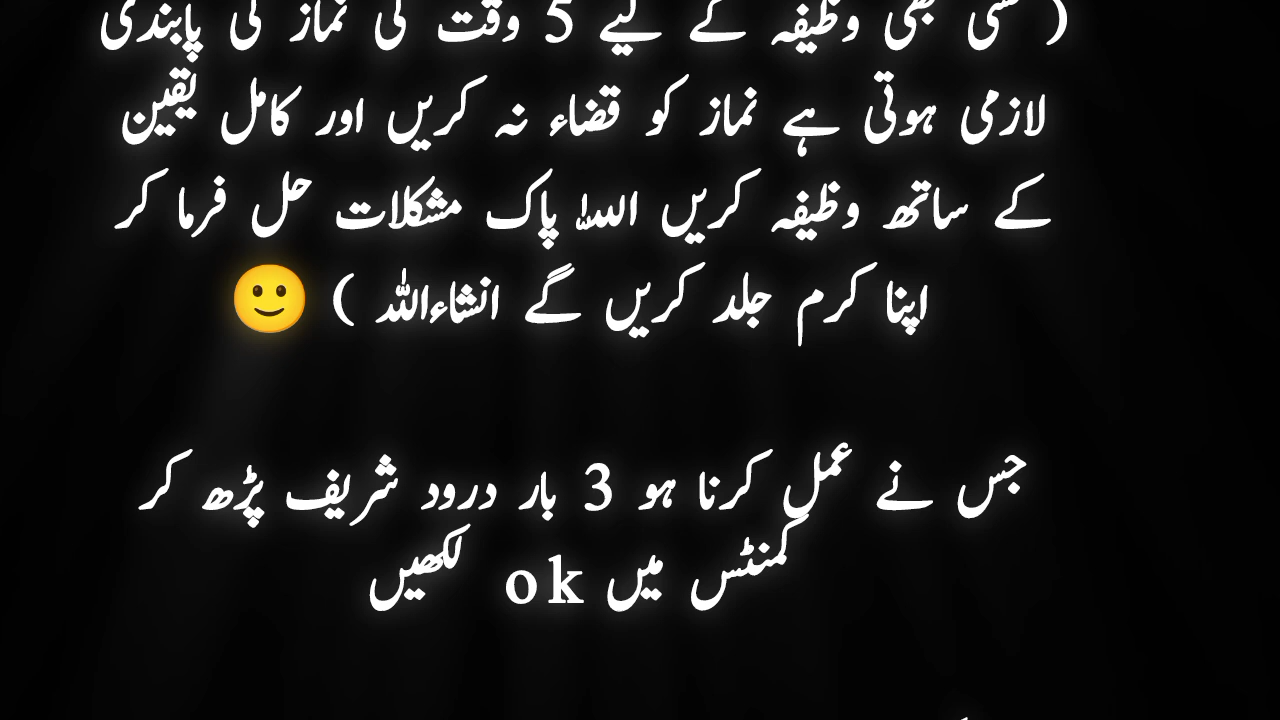 ( کسی بھی وظیفہ کے لیے 5 وقت کی نماز کی پابندی
لازمی ہوتی ہے نماز کو قضاء نہ کریں اور کامل یقین
کے ساتھ وظیفہ کریں اللہ پاک مشکلات حل فرما کر
اپنا کرم جلد کریں گے انشاءاللہ ) 🙂
جس نے عمل کرنا ہو 3 بار درود شریف پڑھ کر
کمنٹس میں ok لکھیں